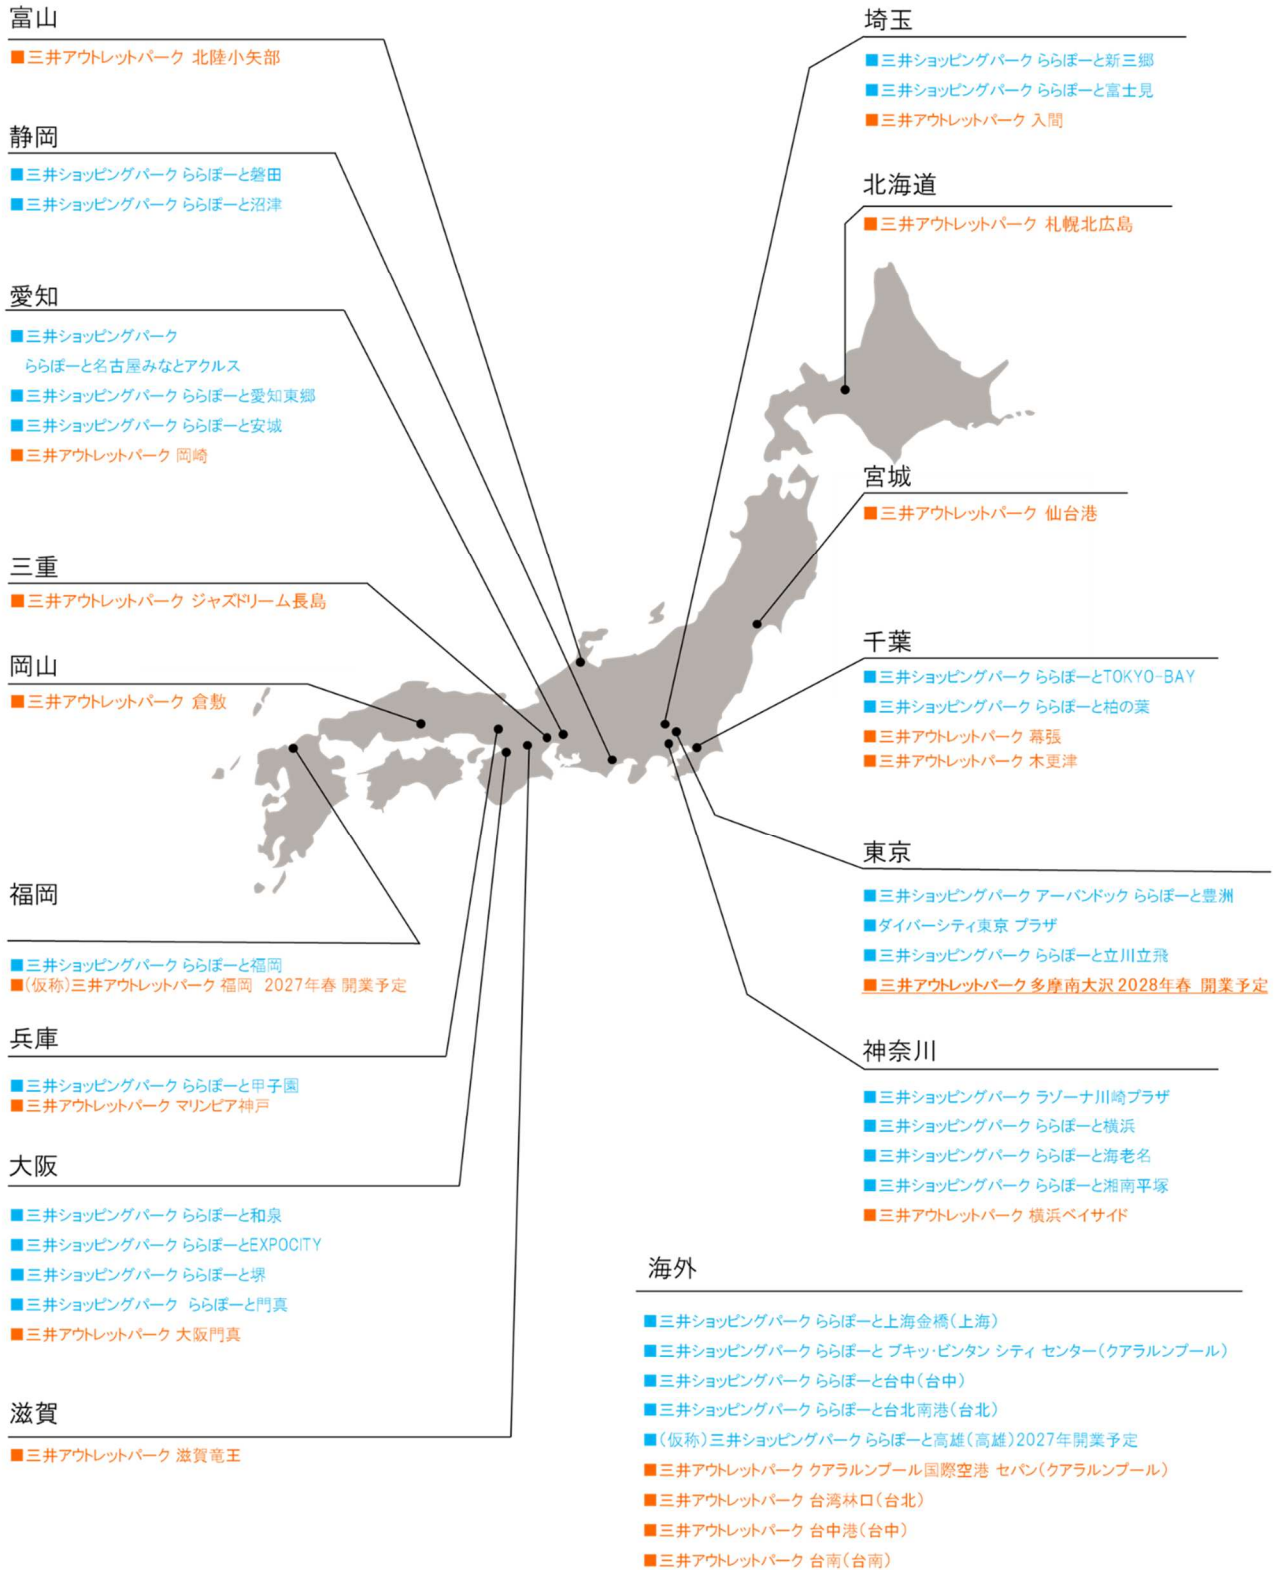 富山
■三井アウトレットパーク 北陸小矢部
静岡
■三井ショッピングパーク ららぽーと磐田
■三井ショッピングパーク ららぽーと沼津
愛知
■三井ショッピングパーク
ららぽーと名古屋みなとアクルス
■三井ショッピングパーク ららぽーと愛知東郷
■三井ショッピングパーク ららぽーと安城
■三井アウトレットパーク 岡崎
三重
■三井アウトレットパーク ジャズドリーム長島
岡山
■三井アウトレットパーク 倉敷
福岡
■三井ショッピングパーク ららぽーと福岡
■(仮称)三井アウトレットパーク 福岡 2027年春 開業予定
兵庫
■三井ショッピングパーク ららぽーと甲子園
■三井アウトレットパーク マリンピア神戸
大阪
■三井ショッピングパーク ららぽーと和泉
■三井ショッピングパーク ららぽーとEXPOCITY
■三井ショッピングパーク ららぽーと堺
■三井ショッピングパーク ららぽーと門真
■三井アウトレットパーク 大阪門真
滋賀
■三井アウトレットパーク 滋賀竜王
埼玉
■三井ショッピングパーク ららぽーと新三郷
■三井ショッピングパーク ららぽーと富士見
■三井アウトレットパーク 入間
北海道
■三井アウトレットパーク 札幌北広島
宮城
■三井アウトレットパーク 仙台港
千葉
■三井ショッピングパーク ららぽーとTOKYO-BAY
■三井ショッピングパーク ららぽーと柏の葉
■三井アウトレットパーク 幕張
■三井アウトレットパーク 木更津
東京
■三井ショッピングパーク アーバンドック ららぽーと豊洲
■ダイバーシティ東京 プラザ
■三井ショッピングパーク ららぽーと立川立飛
■三井アウトレットパーク 多摩南大沢 2028年春 開業予定
神奈川
■三井ショッピングパーク ラゾーナ川崎プラザ
■三井ショッピングパーク ららぽーと横浜
■三井ショッピングパーク ららぽーと海老名
■三井ショッピングパーク ららぽーと湘南平塚
■三井アウトレットパーク 横浜ベイサイド
海外
■三井ショッピングパーク ららぽーと上海金橋(上海)
■三井ショッピングパーク ららぽーと ブキッ・ビンタン シティ センター(クアラルンプール)
■三井ショッピングパーク ららぽーと台中(台中)
■三井ショッピングパーク ららぽーと台北南港(台北)
■(仮称)三井ショッピングパーク ららぽーと高雄(高雄)2027年開業予定
■三井アウトレットパーク クアラルンプール国際空港 セパン(クアラルンプール)
■三井アウトレットパーク 台湾林口(台北)
■三井アウトレットパーク 台中港(台中)
■三井アウトレットパーク 台南(台南)